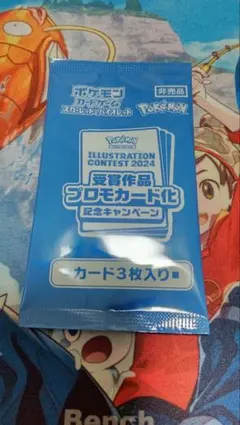 ポケモン
カードゲーム
スカーレット&バイオレット
非売品
Pokémon
Pokémon
ILLUSTRATION
CONTEST 2024
受賞作品
プロモカード化
記念キャンペーン
カード3枚入り■
Bench